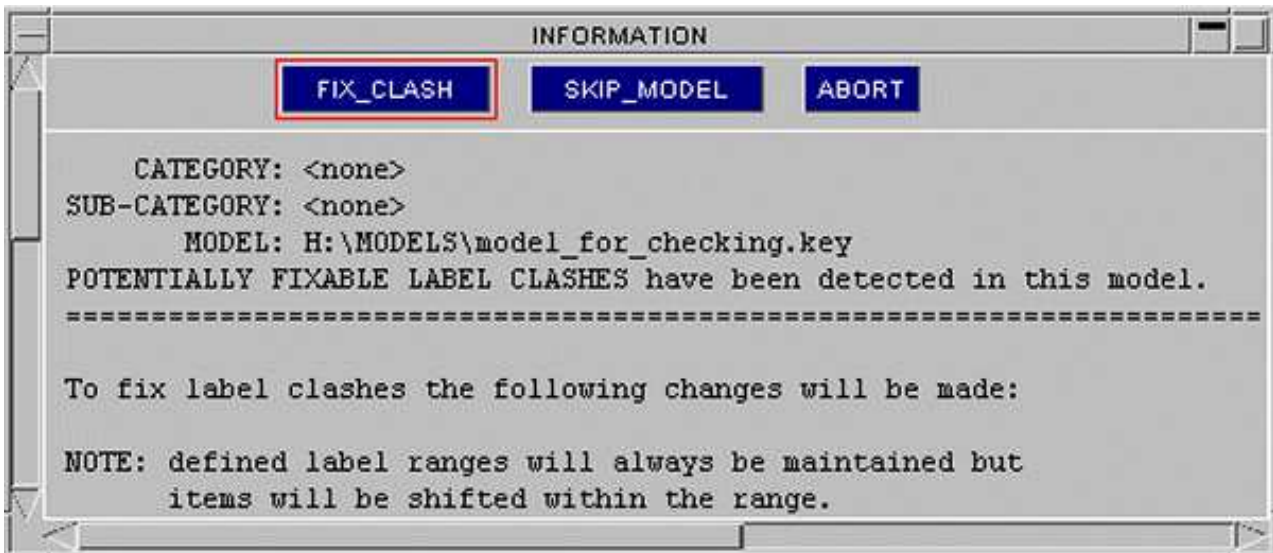 INFORMATION
FIX_CLASH SKIP_MODEL ABORT
CATEGORY: <none>
SUB-CATEGORY: <none>
MODEL: H:\MODELS\model_for_checking.key
POTENTIALLY FIXABLE LABEL CLASHES have been detected in this model.
=====================================================================
To fix label clashes the following changes will be made:
NOTE: defined label ranges will always be maintained but
items will be shifted within the range.